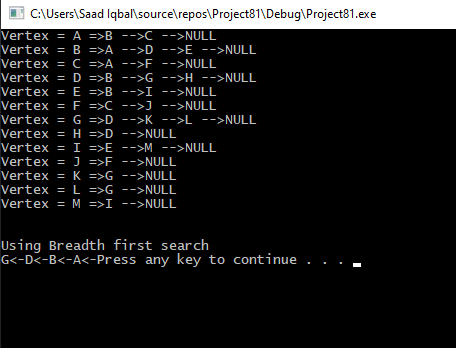 C:\Users\Saad Iqbal\source\repos\Project81\Debug\Project81.exe
Vertex = A =>B -->C -->NULL
Vertex = B =>A -->D -->E -->NULL
Vertex = C =>A -->F -->NULL
Vertex = D =>B -->G -->H -->NULL
Vertex = E =>B -->I -->NULL
Vertex = F =>C -->J -->NULL
Vertex = G =>D -->K -->L -->NULL
Vertex = H =>D -->NULL
Vertex = I =>E -->M -->NULL
Vertex = J =>F -->NULL
Vertex = K =>G -->NULL
Vertex = L =>G -->NULL
Vertex = M =>I -->NULL
Using Breadth first search
G<-D<-B<-A<-Press any key to continue . . .